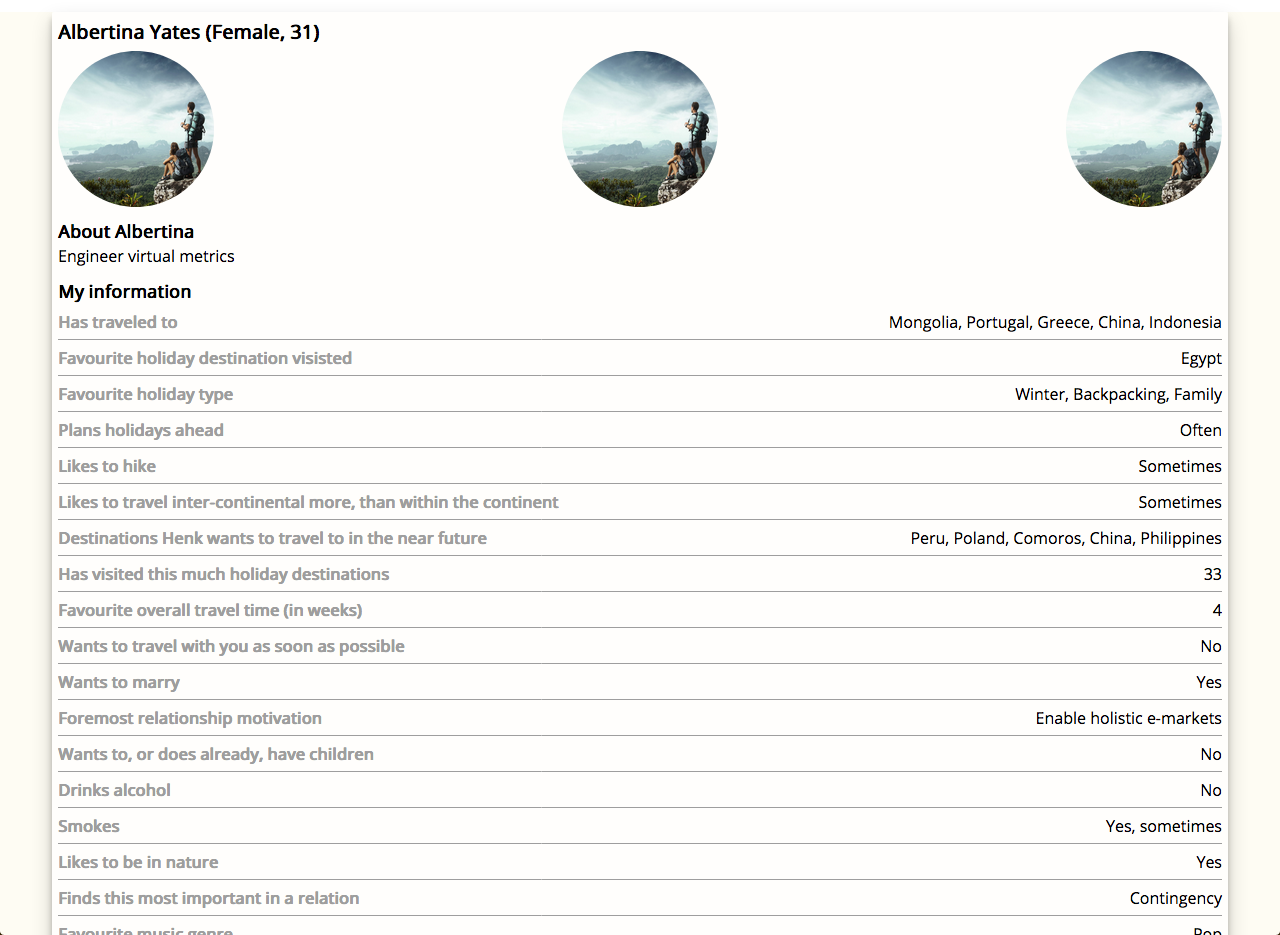 Albertina Yates (Female, 31)
About Albertina
Engineer virtual metrics
My information
Has traveled to Mongolia, Portugal, Greece, China, Indonesia
Favourite holiday destination visisted Egypt
Favourite holiday type Winter, Backpacking, Family
Plans holidays ahead Often
Likes to hike Sometimes
Likes to travel inter-continental more, than within the continent Sometimes
Destinations Henk wants to travel to in the near future Peru, Poland, Comoros, China, Philippines
Has visited this much holiday destinations 33
Favourite overall travel time (in weeks) 4
Wants to travel with you as soon as possible No
Wants to marry Yes
Foremost relationship motivation Enable holistic e-markets
Wants to, or does already, have children No
Drinks alcohol No
Smokes Yes, sometimes
Likes to be in nature Yes
Finds this most important in a relation Contingency
Favourite music genre Pop